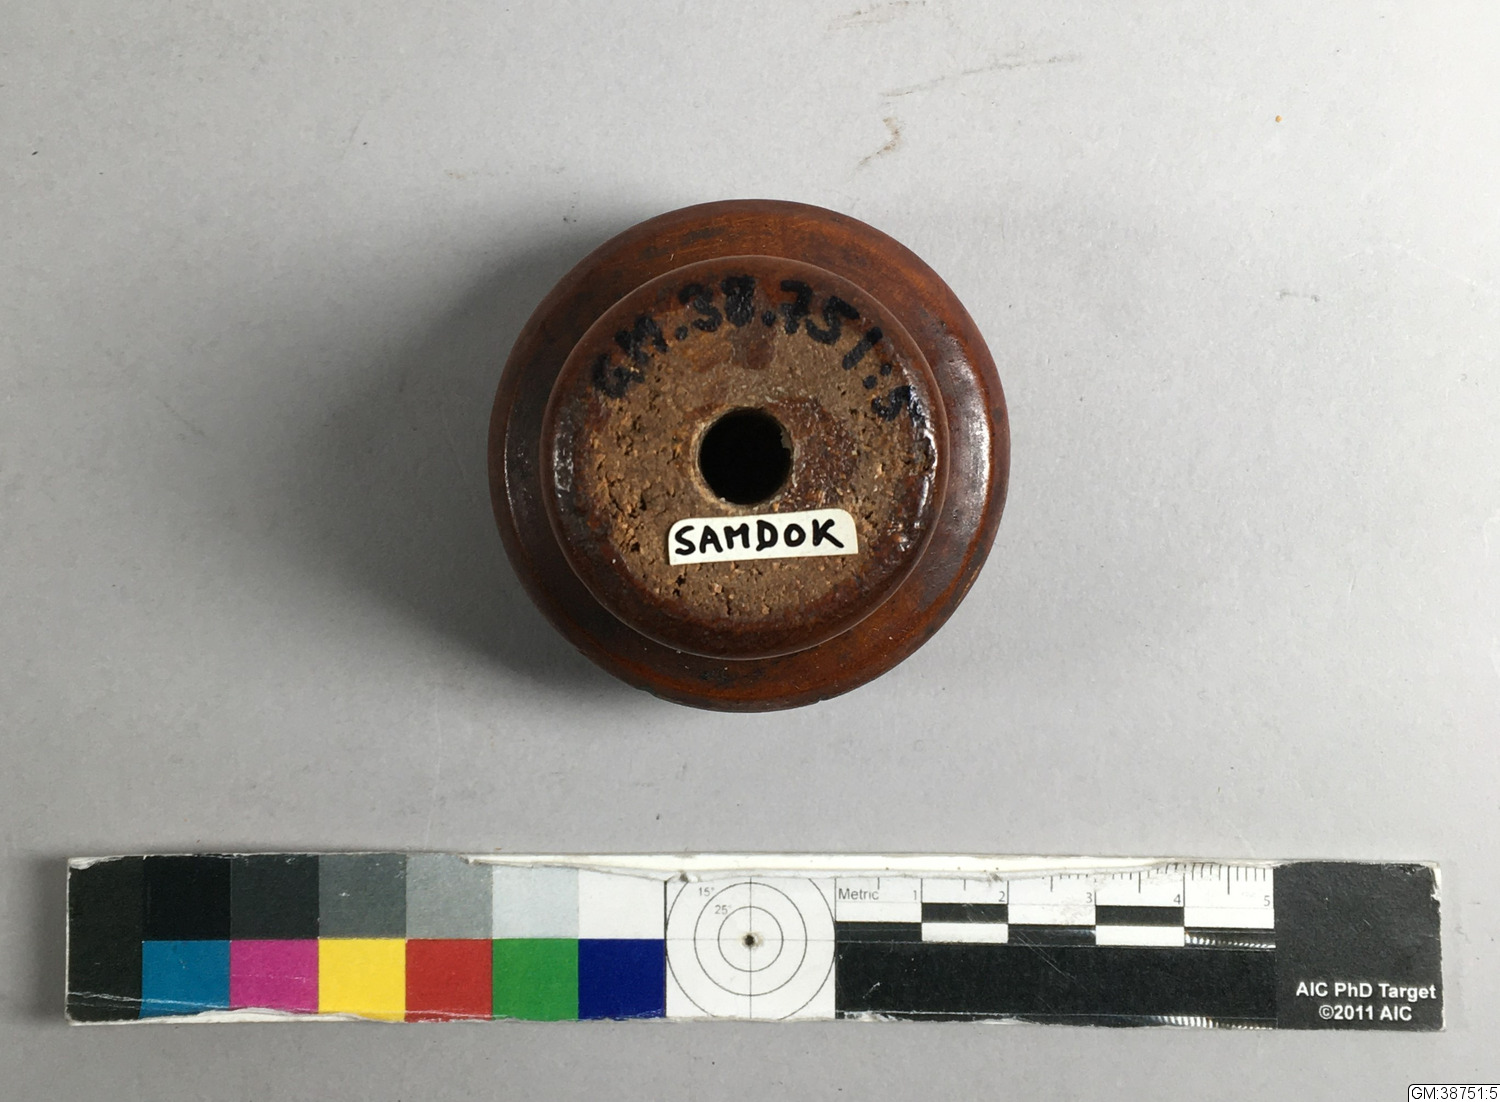 GM.38.751:5
SAMDOK
15°
25°
Metric 1 2 3 4 5
AIC PhD Target
©2011 AIC
GM:38751:5